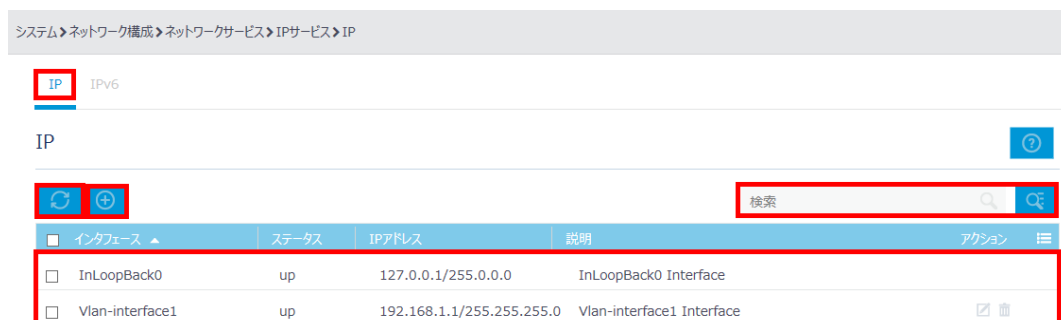 システム>ネットワーク構成>ネットワークサービス>IPサービス>IP
IP IPv6
IP
検索
インタフェース ステータス IPアドレス 説明 アクション
InLoopBack0 up 127.0.0.1/255.0.0.0 InLoopBack0 Interface
Vlan-interface1 up 192.168.1.1/255.255.255.0 Vlan-interface1 Interface